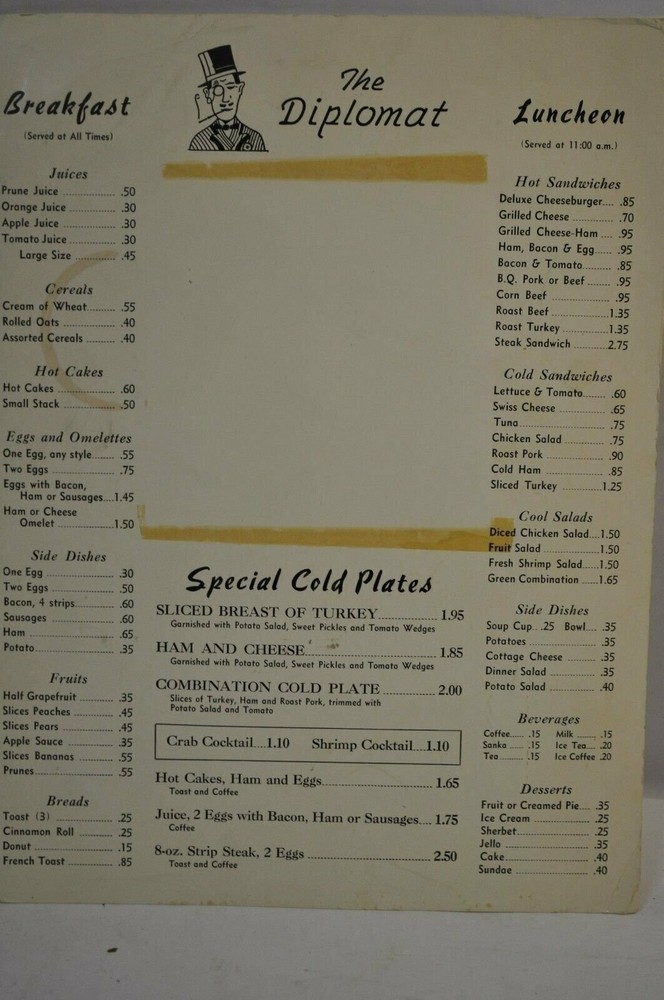 The
Diplomat
Breakfast
(Served at All Times)
Juices
Prune Juice .50
Orange Juice .30
Apple Juice .30
Tomato Juice .30
Large Size .45
Cereals
Cream of Wheat .55
Rolled Oats .40
Assorted Cereals .40
Hot Cakes
Hot Cakes .60
Small Stack .50
Eggs and Omelettes
One Egg, any style .55
Two Eggs .75
Eggs with Bacon,
Ham or Sausages 1.45
Ham or Cheese
Omelet 1.50
Side Dishes
One Egg .30
Two Eggs .50
Bacon, 4 strips .60
Sausages .60
Ham .65
Potato .35
Fruits
Half Grapefruit .35
Slices Peaches .45
Slices Pears .45
Apple Sauce .35
Slices Bananas .55
Prunes .55
Breads
Toast (3) .25
Cinnamon Roll .25
Donut .15
French Toast .85
Special Cold Plates
SLICED BREAST OF TURKEY 1.95
Garnished with Potato Salad, Sweet Pickles and Tomato Wedges
HAM AND CHEESE 1.85
Garnished with Potato Salad, Sweet Pickles and Tomato Wedges
COMBINATION COLD PLATE 2.00
Slices of Turkey, Ham and Roast Pork, trimmed with
Potato Salad and Tomato
Crab Cocktail 1.10 Shrimp Cocktail 1.10
Hot Cakes, Ham and Eggs 1.65
Toast and Coffee
Juice, 2 Eggs with Bacon, Ham or Sausages 1.75
Coffee
8-oz. Strip Steak, 2 Eggs 2.50
Toast and Coffee
Luncheon
(Served at 11:00 a.m.)
Hot Sandwiches
Deluxe Cheeseburger .85
Grilled Cheese .70
Grilled Cheese-Ham .95
Ham, Bacon & Egg .95
Bacon & Tomato .85
B.Q. Pork or Beef .95
Corn Beef .95
Roast Beef 1.35
Roast Turkey 1.35
Steak Sandwich 2.75
Cold Sandwiches
Lettuce & Tomato .60
Swiss Cheese .65
Tuna .75
Chicken Salad .75
Roast Pork .90
Cold Ham .85
Sliced Turkey 1.25
Cool Salads
Diced Chicken Salad 1.50
Fruit Salad 1.50
Fresh Shrimp Salad 1.50
Green Combination 1.65
Side Dishes
Soup Cup .25 Bowl .35
Potatoes .35
Cottage Cheese .35
Dinner Salad .35
Potato Salad .40
Beverages
Coffee .15 Milk .15
Sanka .15 Ice Tea .20
Tea .15 Ice Coffee .20
Desserts
Fruit or Creamed Pie .35
Ice Cream .25
Sherbet .25
Jello .35
Cake .40
Sundae .40